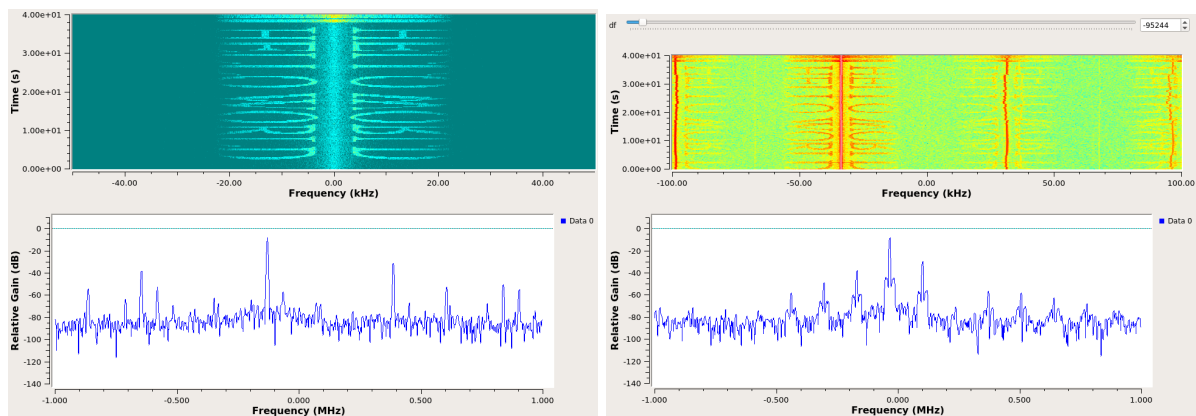 4.00e+01
3.00e+01
2.00e+01
1.00e+01
0.00e+00
Time (s)
-40.00 -20.00 0.00 20.00 40.00
Frequency (kHz)
df
-95244
4.00e+01
3.00e+01
2.00e+01
1.00e+01
0.00e+00
Time (s)
-100.00 -50.00 0.00 50.00 100.00
Frequency (kHz)
Data 0
0
-20
-40
-60
-80
-100
-120
-140
Relative Gain (dB)
-1.000 -0.500 0.000 0.500 1.000
Frequency (MHz)
Data 0
0
-20
-40
-60
-80
-100
-120
-140
Relative Gain (dB)
-1.000 -0.500 0.000 0.500 1.000
Frequency (MHz)